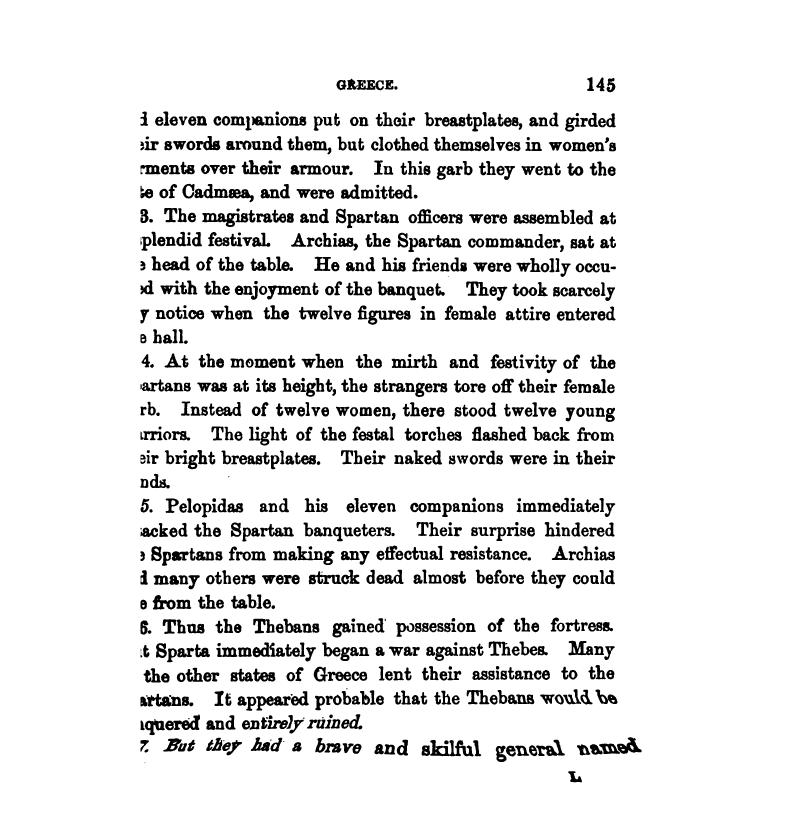 GREECE. 145
d eleven companions put on their breastplates, and girded
eir swords around them, but clothed themselves in women's
rments over their armour. In this garb they went to the
te of Cadmæa, and were admitted.
3. The magistrates and Spartan officers were assembled at
splendid festival. Archias, the Spartan commander, sat at
e head of the table. He and his friends were wholly occu-
ed with the enjoyment of the banquet. They took scarcely
y notice when the twelve figures in female attire entered
e hall.
4. At the moment when the mirth and festivity of the
artans was at its height, the strangers tore off their female
rb. Instead of twelve women, there stood twelve young
rriors. The light of the festal torches flashed back from
eir bright breastplates. Their naked swords were in their
nds.
5. Pelopidas and his eleven companions immediately
acked the Spartan banqueters. Their surprise hindered
e Spartans from making any effectual resistance. Archias
d many others were struck dead almost before they could
e from the table.
6. Thus the Thebans gained possession of the fortress.
t Sparta immediately began a war against Thebes. Many
the other states of Greece lent their assistance to the
artans. It appeared probable that the Thebans would be
nquered and entirely ruined.
7. But they had a brave and skilful general named
L